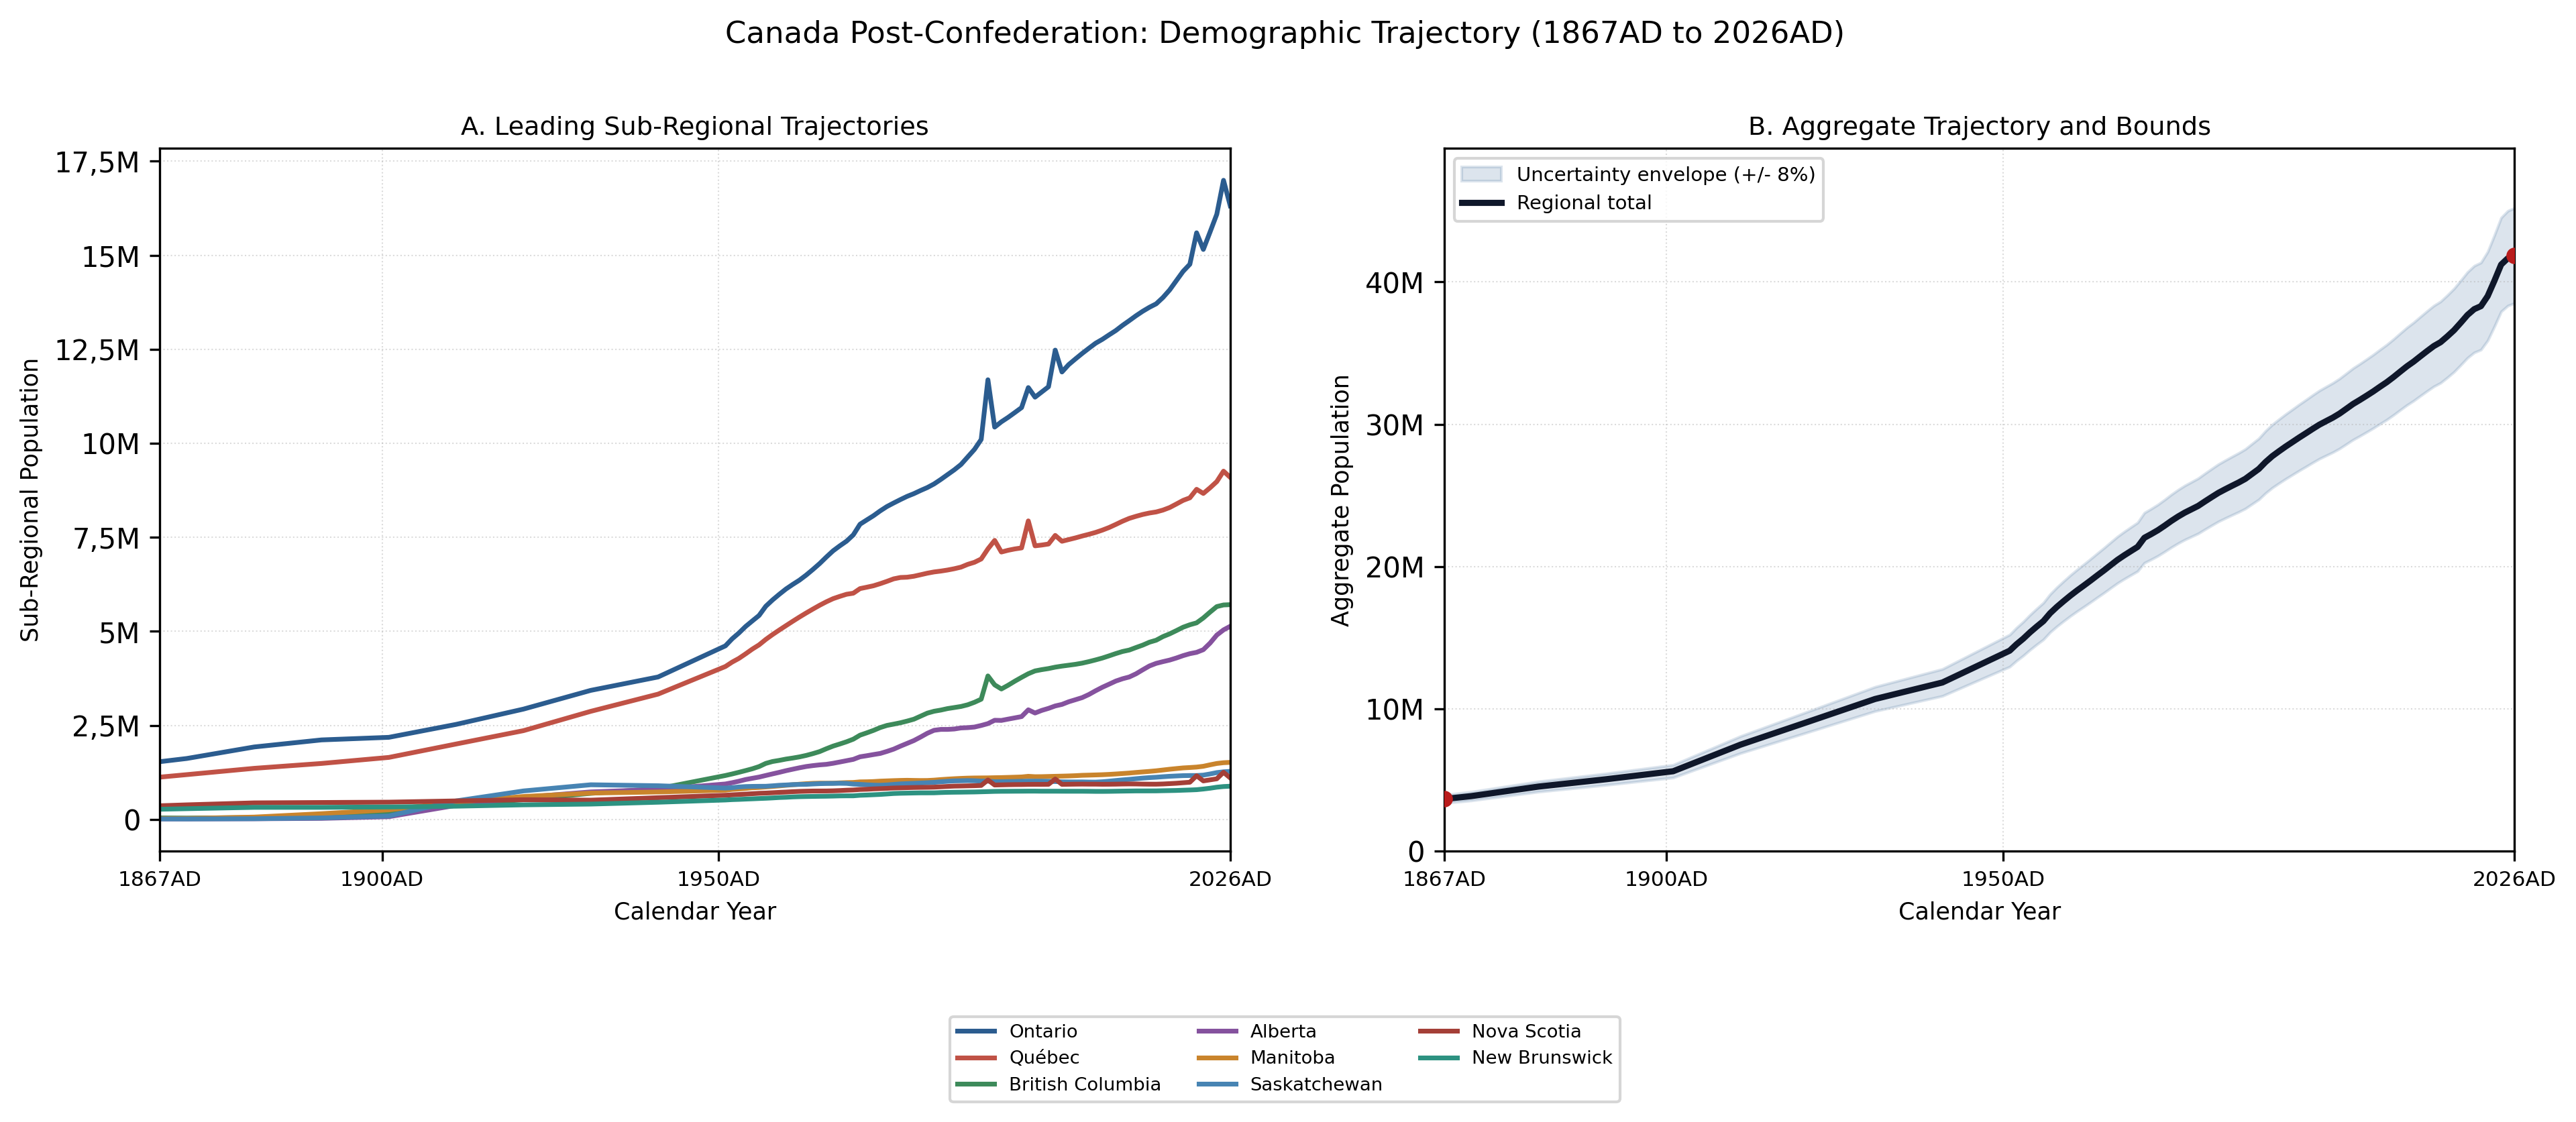 Canada Post-Confederation: Demographic Trajectory (1867AD to 2026AD)
A. Leading Sub-Regional Trajectories
17,5M
15M
12,5M
10M
7,5M
5M
2,5M
0
Sub-Regional Population
1867AD
1900AD
1950AD
2026AD
Calendar Year
B. Aggregate Trajectory and Bounds
Uncertainty envelope (+/- 8%)
Regional total
40M
30M
20M
10M
0
Aggregate Population
1867AD
1900AD
1950AD
2026AD
Calendar Year
Ontario
Québec
British Columbia
Alberta
Manitoba
Saskatchewan
Nova Scotia
New Brunswick